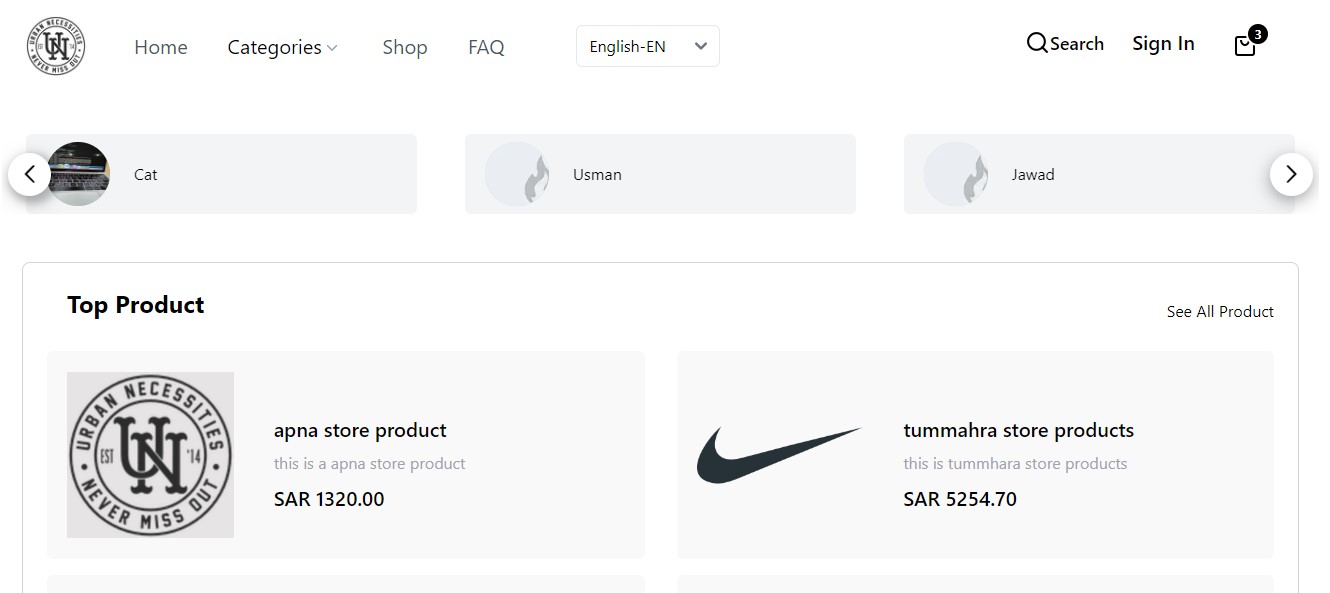 URBAN NECESSITIES
EST UN '14
NEVER MISS OUT
Home
Categories
Shop
FAQ
English-EN
Search
Sign In
3
Cat
Usman
Jawad
Top Product
See All Product
URBAN NECESSITIES
EST UN '14
NEVER MISS OUT
apna store product
this is a apna store product
SAR 1320.00
tummahra store products
this is tummhara store products
SAR 5254.70